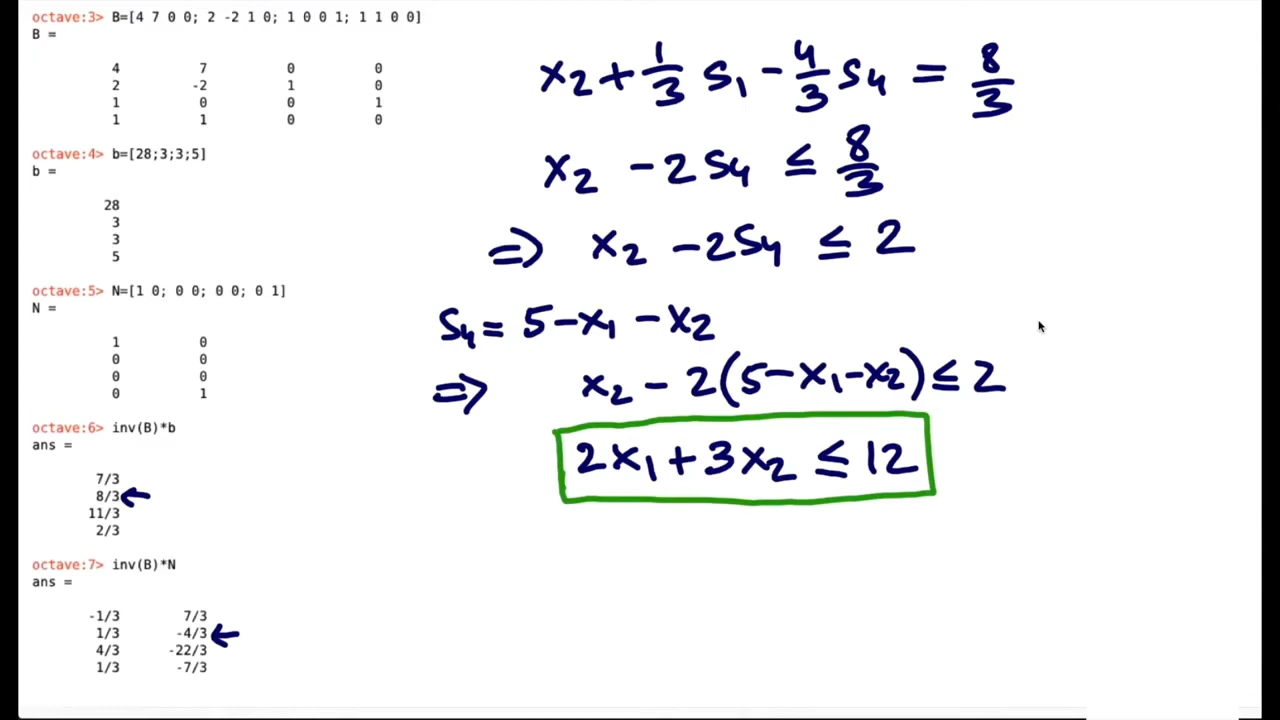 octave:3> B=[4 7 0 0; 2 -2 1 0; 1 0 0 1; 1 1 0 0]
B =
4 7 0 0
2 -2 1 0
1 0 0 1
1 1 0 0
octave:4> b=[28;3;3;5]
b =
28
3
3
5
octave:5> N=[1 0; 0 0; 0 0; 0 1]
N =
1 0
0 0
0 0
0 1
octave:6> inv(B)*b
ans =
7/3
8/3 ←
11/3
2/3
octave:7> inv(B)*N
ans =
-1/3 7/3
1/3 -4/3 ←
4/3 -22/3
1/3 -7/3
x₂ + 1/3 s₁ - 4/3 s₄ = 8/3
x₂ - 2s₄ ≤ 8/3
⇒ x₂ - 2s₄ ≤ 2
s₄ = 5 - x₁ - x₂
⇒ x₂ - 2(5 - x₁ - x₂) ≤ 2
2x₁ + 3x₂ ≤ 12